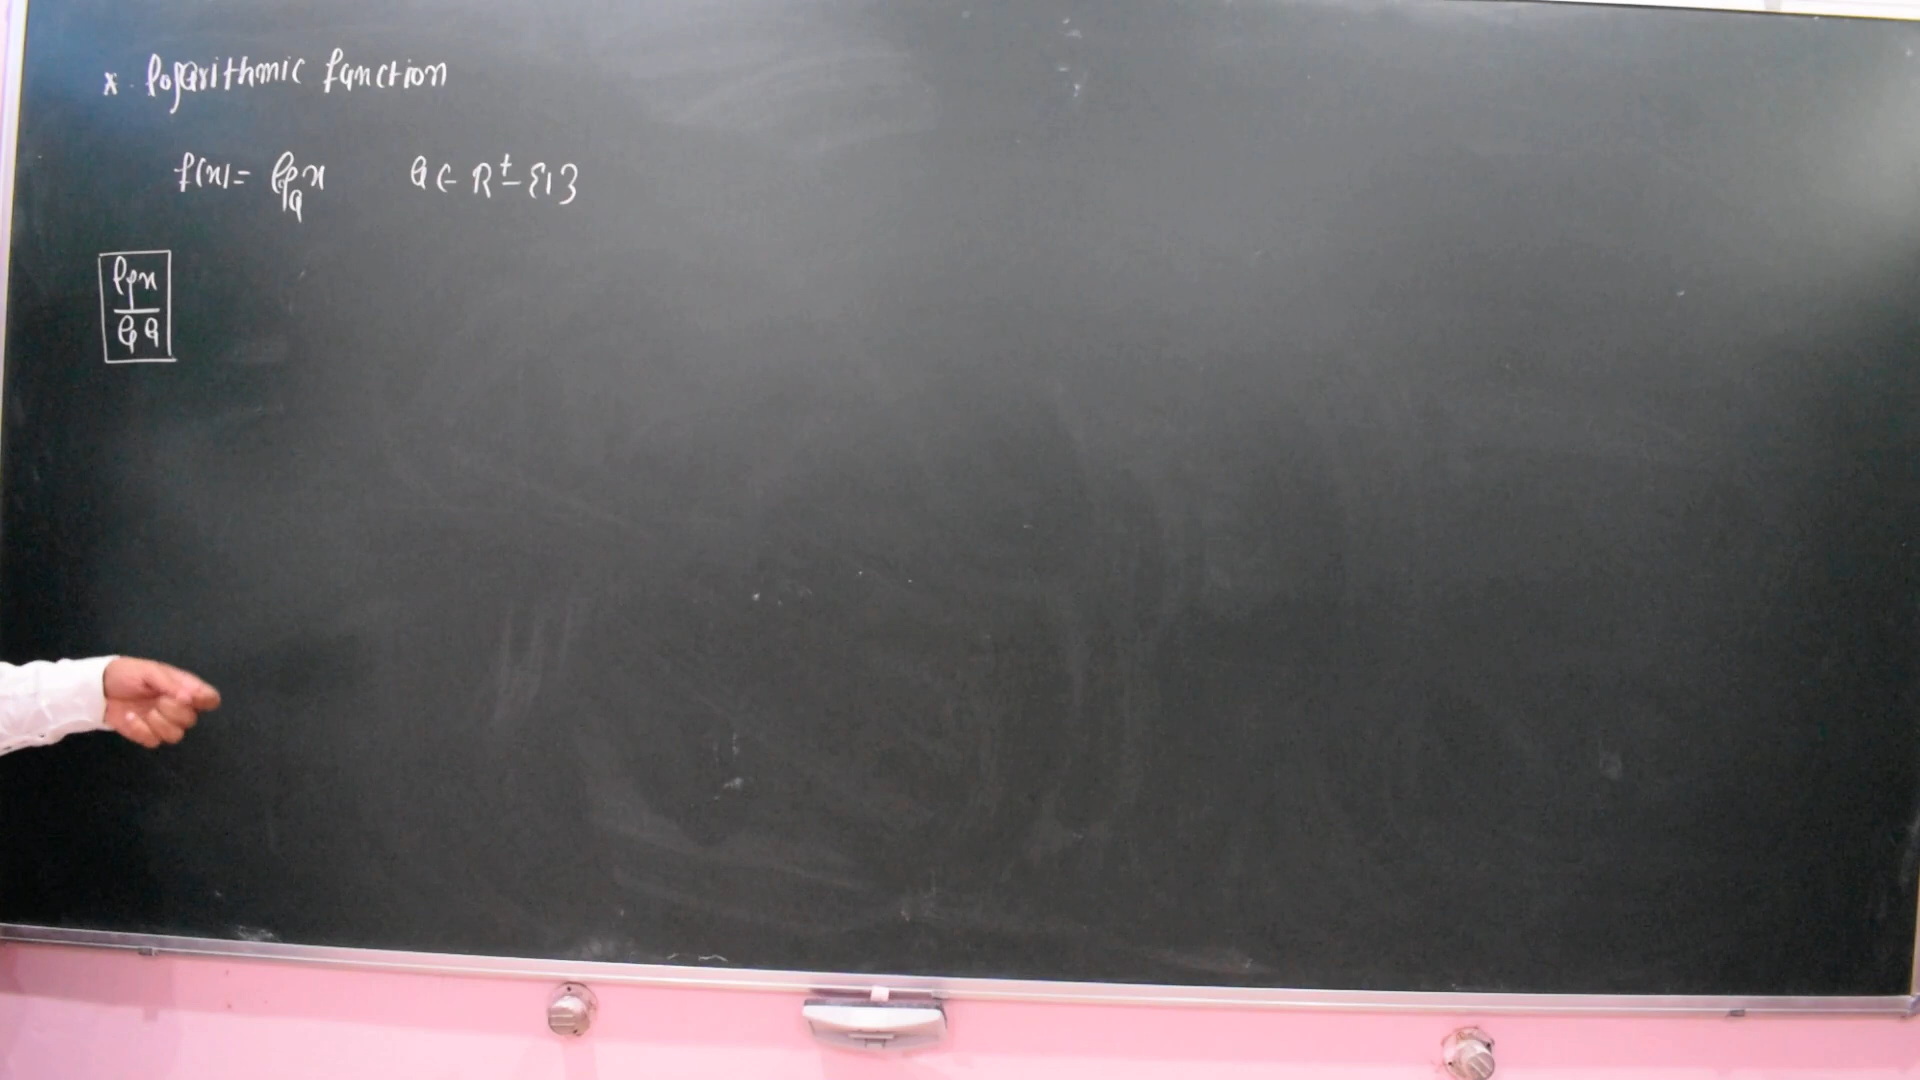 x. Logarithmic function
f(x) = log_a x    a ∈ R⁺ - {1}
log x
log a